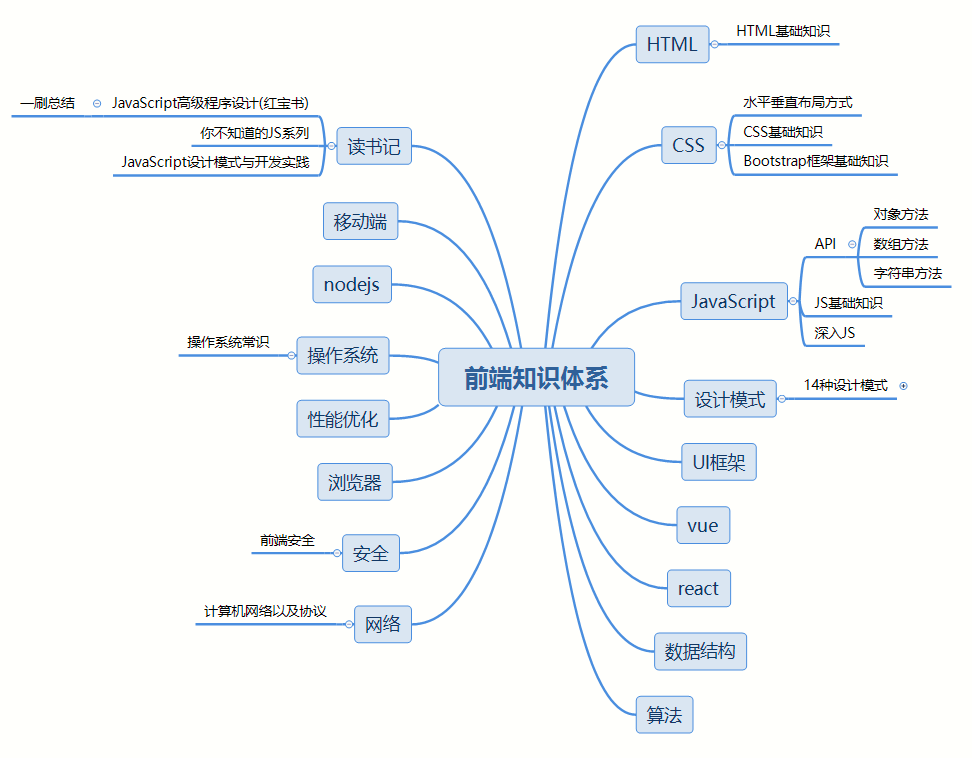 前端知识体系
HTML
HTML基础知识
CSS
水平垂直布局方式
CSS基础知识
Bootstrap框架基础知识
JavaScript
API
对象方法
数组方法
字符串方法
JS基础知识
深入JS
设计模式
14种设计模式
UI框架
vue
react
数据结构
算法
读书记
JavaScript高级程序设计(红宝书)
一刷总结
你不知道的JS系列
JavaScript设计模式与开发实践
移动端
nodejs
操作系统
操作系统常识
性能优化
浏览器
安全
前端安全
网络
计算机网络以及协议